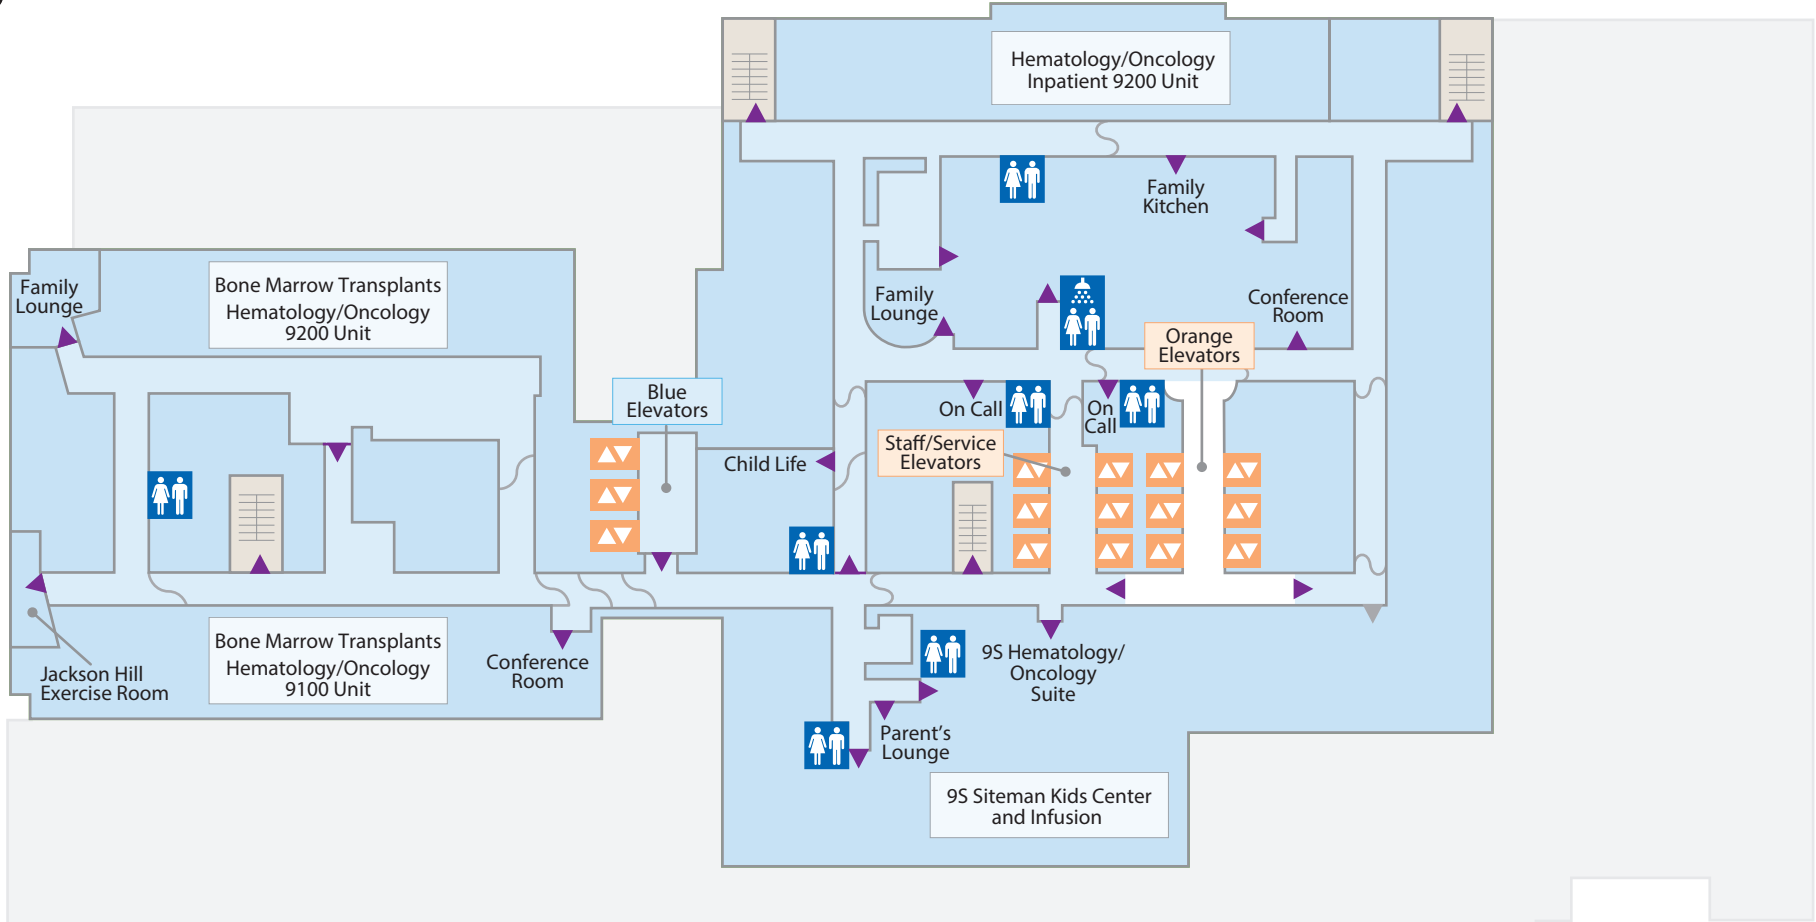 Hematology/Oncology
Inpatient 9200 Unit
Family
Kitchen
Family
Lounge
Bone Marrow Transplants
Hematology/Oncology
9200 Unit
Family
Lounge
Conference
Room
Orange
Elevators
Blue
Elevators
On Call
On
Call
Staff/Service
Elevators
Child Life
Jackson Hill
Exercise Room
Bone Marrow Transplants
Hematology/Oncology
9100 Unit
Conference
Room
9S Hematology/
Oncology
Suite
Parent's
Lounge
9S Siteman Kids Center
and Infusion